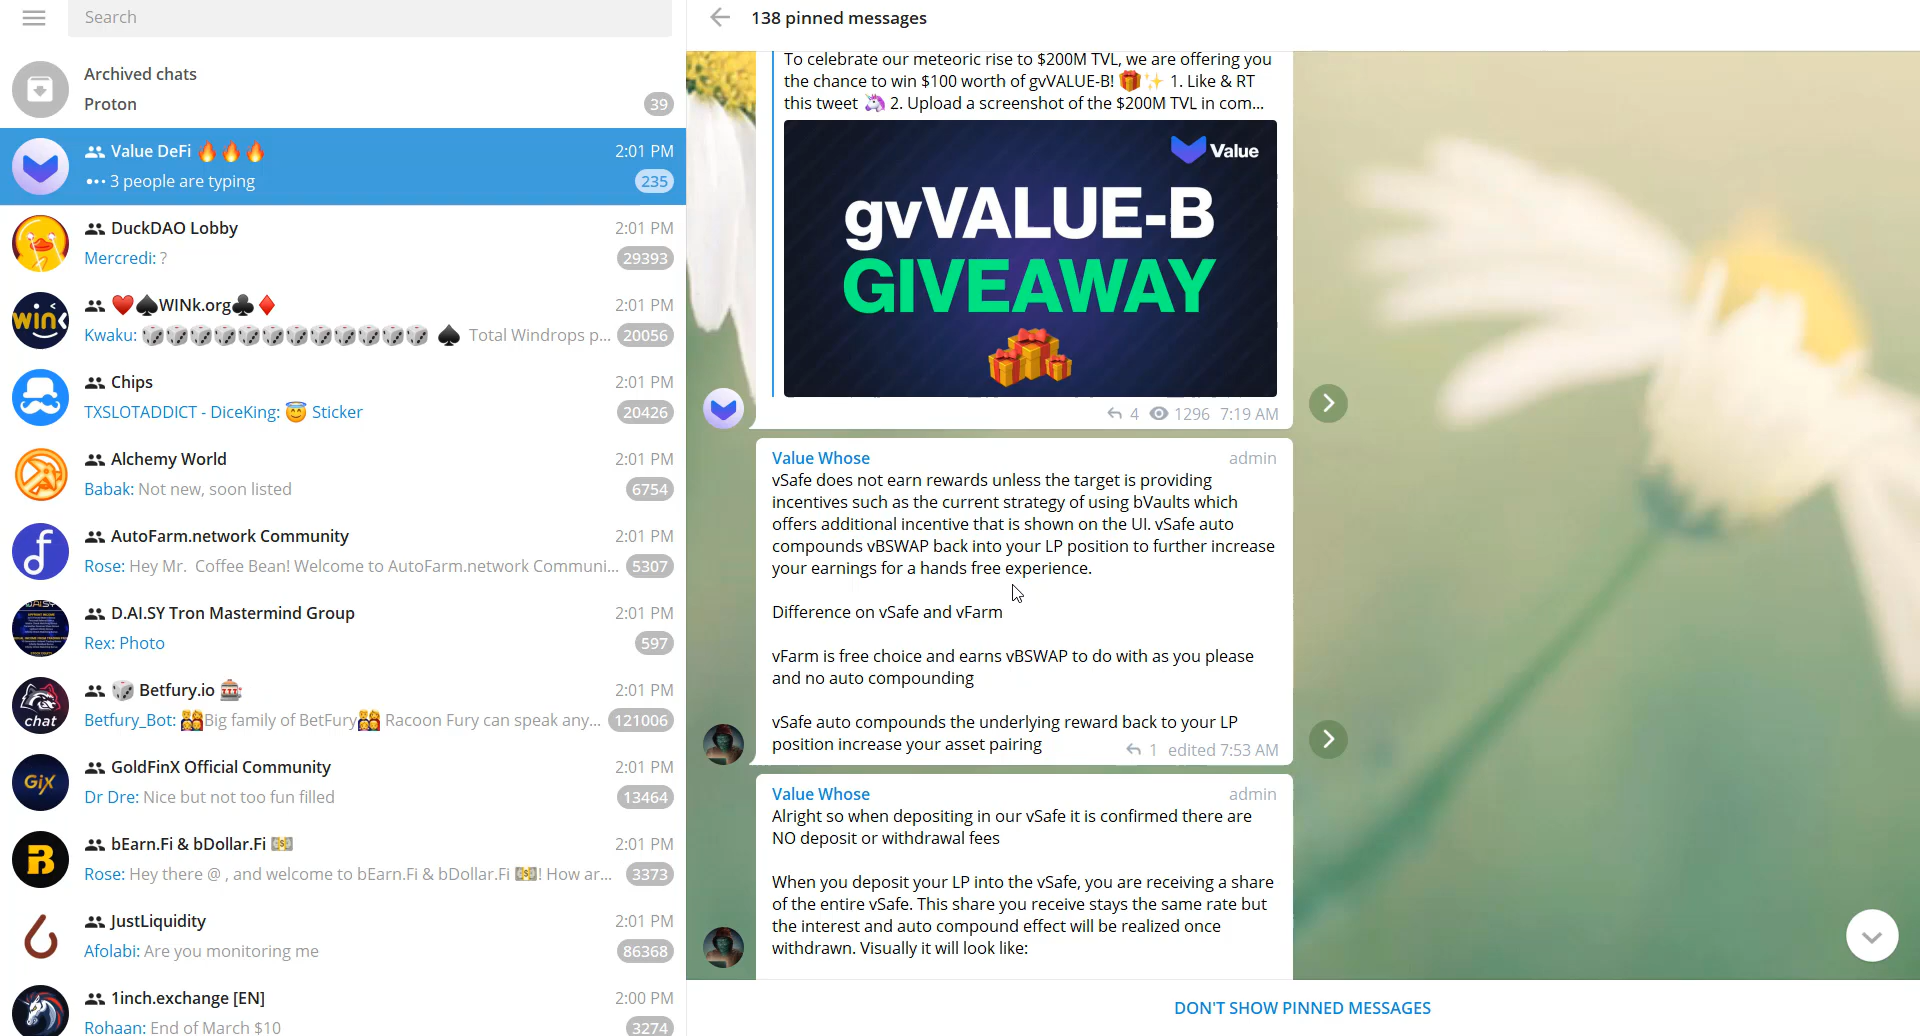 Search
Archived chats
Proton
39
Value DeFi 🔥🔥🔥
2:01 PM
3 people are typing
235
DuckDAO Lobby
2:01 PM
Mercredi: ?
29393
❤️♠️WINk.org♣️♦️
2:01 PM
Kwaku: 🎲🎲🎲🎲🎲🎲🎲🎲🎲🎲🎲🎲 ♠️ Total Windrops p...
20056
Chips
2:01 PM
TXSLOTADDICT - DiceKing: 😇 Sticker
20426
Alchemy World
2:01 PM
Babak: Not new, soon listed
6754
AutoFarm.network Community
2:01 PM
Rose: Hey Mr. Coffee Bean! Welcome to AutoFarm.network Communi...
5307
D.AI.SY Tron Mastermind Group
2:01 PM
Rex: Photo
597
🎲 Betfury.io 🎰
2:01 PM
Betfury_Bot: 👨‍👩‍👧‍👦Big family of BetFury👨‍👩‍👧‍👦 Racoon Fury can speak any...
121006
chat
GoldFinX Official Community
2:01 PM
Dr Dre: Nice but not too fun filled
13464
GiX
bEarn.Fi & bDollar.Fi 💵
2:01 PM
Rose: Hey there @ , and welcome to bEarn.Fi & bDollar.Fi 💵! How ar...
3373
JustLiquidity
2:01 PM
Afolabi: Are you monitoring me
86368
1inch.exchange [EN]
2:00 PM
Rohaan: End of March $10
3274
138 pinned messages
To celebrate our meteoric rise to $200M TVL, we are offering you
the chance to win $100 worth of gvVALUE-B! 🎁✨ 1. Like & RT
this tweet 🦄 2. Upload a screenshot of the $200M TVL in com...
Value
gvVALUE-B
GIVEAWAY
4 1296 7:19 AM
Value Whose
admin
vSafe does not earn rewards unless the target is providing
incentives such as the current strategy of using bVaults which
offers additional incentive that is shown on the UI. vSafe auto
compounds vBSWAP back into your LP position to further increase
your earnings for a hands free experience.
Difference on vSafe and vFarm
vFarm is free choice and earns vBSWAP to do with as you please
and no auto compounding
vSafe auto compounds the underlying reward back to your LP
position increase your asset pairing
1 edited 7:53 AM
Value Whose
admin
Alright so when depositing in our vSafe it is confirmed there are
NO deposit or withdrawal fees
When you deposit your LP into the vSafe, you are receiving a share
of the entire vSafe. This share you receive stays the same rate but
the interest and auto compound effect will be realized once
withdrawn. Visually it will look like:
DON'T SHOW PINNED MESSAGES